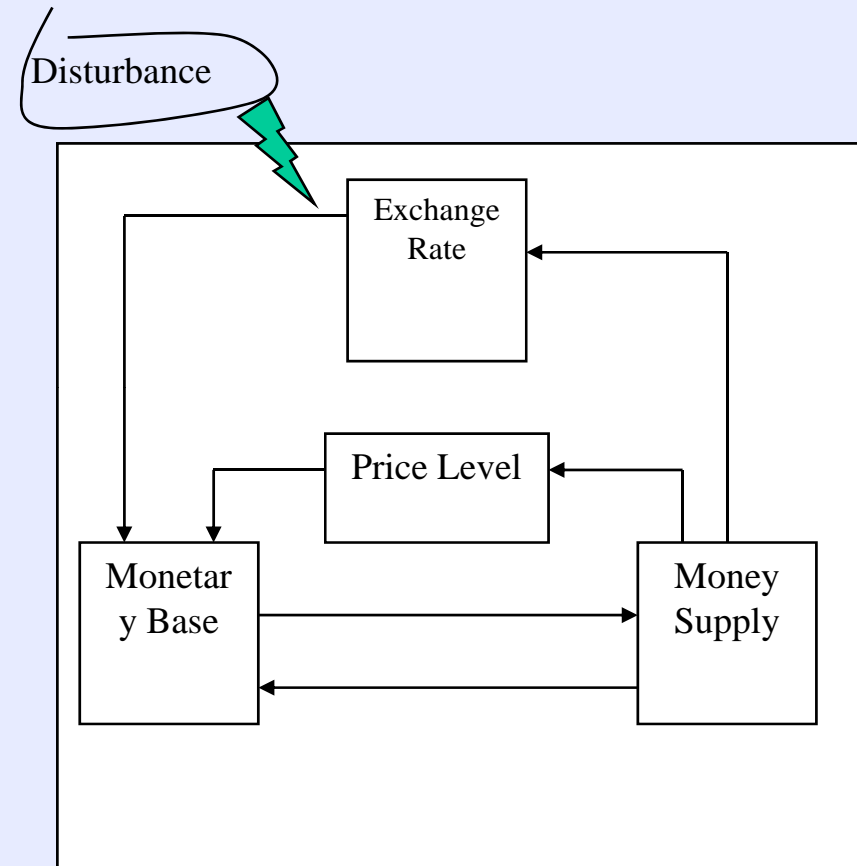 Disturbance
Exchange
Rate
Price Level
Monetar
y Base
Money
Supply